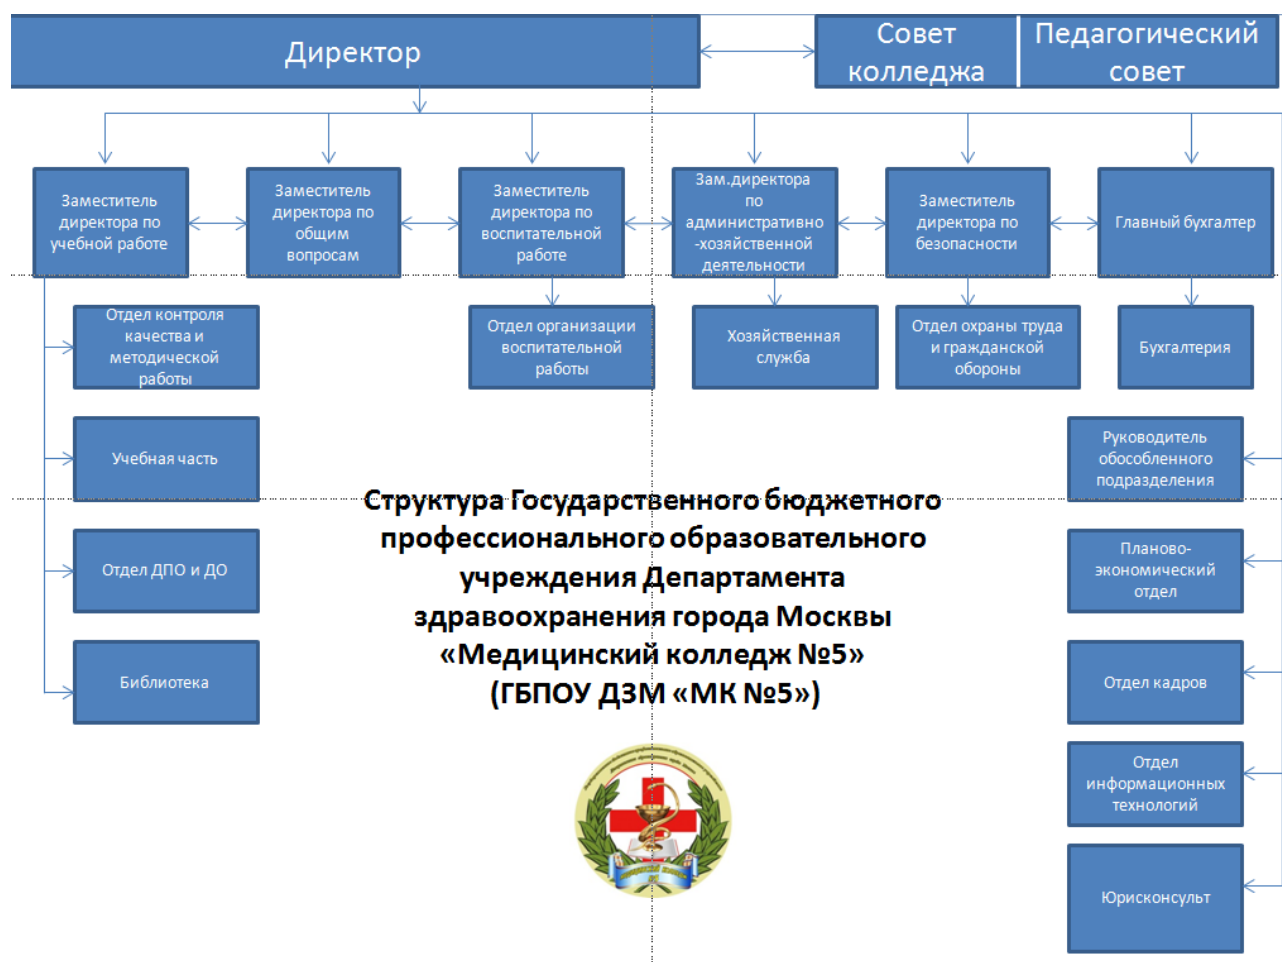 Директор
Совет
колледжа
Педагогический
совет
Заместитель
директора по
учебной работе
Заместитель
директора по
общим
вопросам
Заместитель
директора по
воспитательной
работе
Зам.директора
по
административно
-хозяйственной
деятельности
Заместитель
директора по
безопасности
Главный бухгалтер
Отдел контроля
качества и
методической
работы
Отдел организации
воспитательной
работы
Хозяйственная
служба
Отдел охраны труда
и гражданской
обороны
Бухгалтерия
Учебная часть
Руководитель
обособленного
подразделения
Структура Государственного бюджетного
профессионального образовательного
учреждения Департамента
здравоохранения города Москвы
«Медицинский колледж №5»
(ГБПОУ ДЗМ «МК №5»)
Отдел ДПО и ДО
Планово-
экономический
отдел
Библиотека
Отдел кадров
Отдел
информационных
технологий
Юрисконсульт